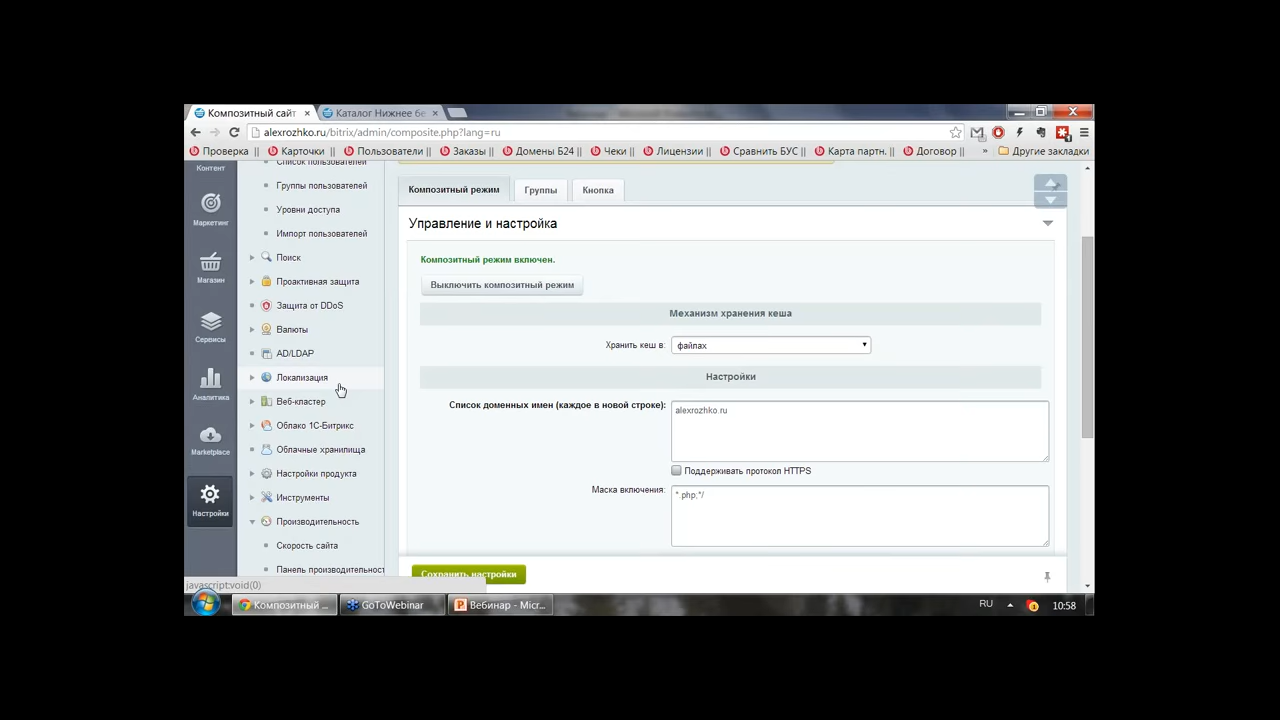 Композитный сайт
Каталог Нижнее бе
alexrozhko.ru/bitrix/admin/composite.php?lang=ru
Проверка ||
Карточки ||
Пользователи ||
Заказы ||
Домены Б24 ||
Чеки ||
Лицензии ||
Сравнить БУС ||
Карта партн. ||
Договор ||
»
Другие закладки
Контент
Маркетинг
Магазин
Сервисы
Аналитика
Marketplace
Настройки
Список пользователей
Группы пользователей
Уровни доступа
Импорт пользователей
Поиск
Проактивная защита
Защита от DDoS
Валюты
AD/LDAP
Локализация
Веб-кластер
Облако 1С-Битрикс
Облачные хранилища
Настройки продукта
Инструменты
Производительность
Скорость сайта
Панель производительност
Композитный режим
Группы
Кнопка
Управление и настройка
Композитный режим включен.
Выключить композитный режим
Механизм хранения кеша
Хранить кеш в: файлах
Настройки
Список доменных имен (каждое в новой строке): alexrozhko.ru
Поддерживать протокол HTTPS
Маска включения: *.php;*/
Сохранить настройки
javascript:void(0)
Композитный ...
GoToWebinar
Вебинар - Micr...
RU
10:58